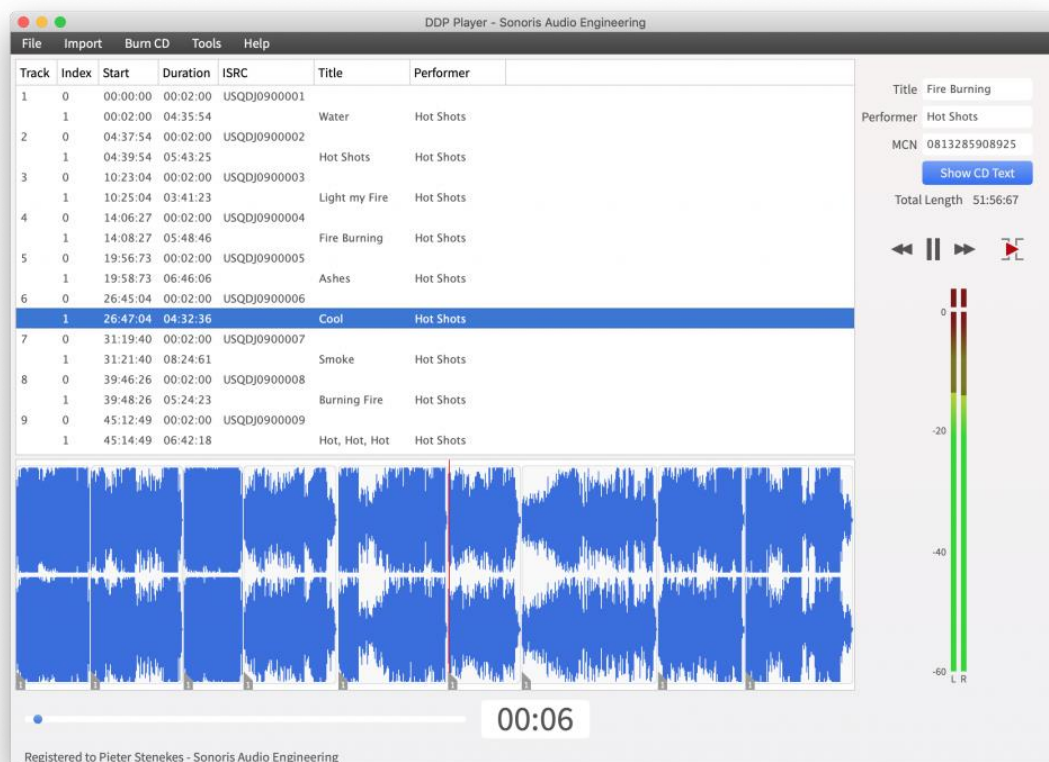 DDP Player - Sonoris Audio Engineering
File Import Burn CD Tools Help
Track Index Start Duration ISRC Title Performer
1 0 00:00:00 00:02:00 USQDJ0900001
1 00:02:00 04:35:54 Water Hot Shots
2 0 04:37:54 00:02:00 USQDJ0900002
1 04:39:54 05:43:25 Hot Shots Hot Shots
3 0 10:23:04 00:02:00 USQDJ0900003
1 10:25:04 03:41:23 Light my Fire Hot Shots
4 0 14:06:27 00:02:00 USQDJ0900004
1 14:08:27 05:48:46 Fire Burning Hot Shots
5 0 19:56:73 00:02:00 USQDJ0900005
1 19:58:73 06:46:06 Ashes Hot Shots
6 0 26:45:04 00:02:00 USQDJ0900006
1 26:47:04 04:32:36 Cool Hot Shots
7 0 31:19:40 00:02:00 USQDJ0900007
1 31:21:40 08:24:61 Smoke Hot Shots
8 0 39:46:26 00:02:00 USQDJ0900008
1 39:48:26 05:24:23 Burning Fire Hot Shots
9 0 45:12:49 00:02:00 USQDJ0900009
1 45:14:49 06:42:18 Hot, Hot, Hot Hot Shots
Title Fire Burning
Performer Hot Shots
MCN 0813285908925
Show CD Text
Total Length 51:56:67
0
-20
-40
-60
L R
1 1 1 1 1 1 1 1 1
00:06
Registered to Pieter Stenekes - Sonoris Audio Engineering